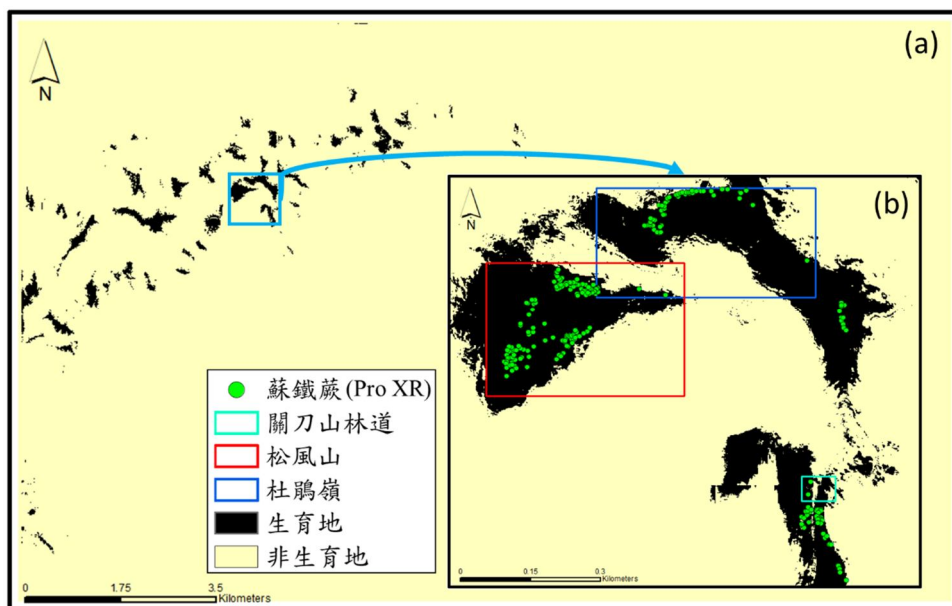 (a)
N
(b)
N
蘇鐵蕨 (Pro XR)
關刀山林道
松風山
杜鵑嶺
生育地
非生育地
0 1.75 3.5
Kilometers
0 0.15 0.3
Kilometers